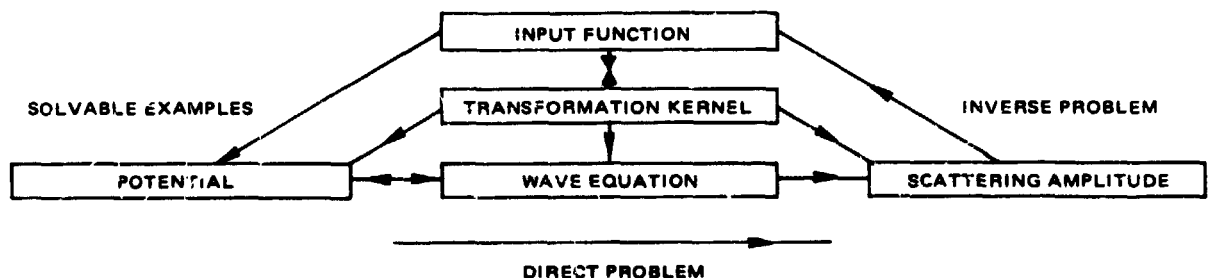 INPUT FUNCTION
SOLVABLE EXAMPLES
TRANSFORMATION KERNEL
INVERSE PROBLEM
POTENTIAL
WAVE EQUATION
SCATTERING AMPLITUDE
DIRECT PROBLEM